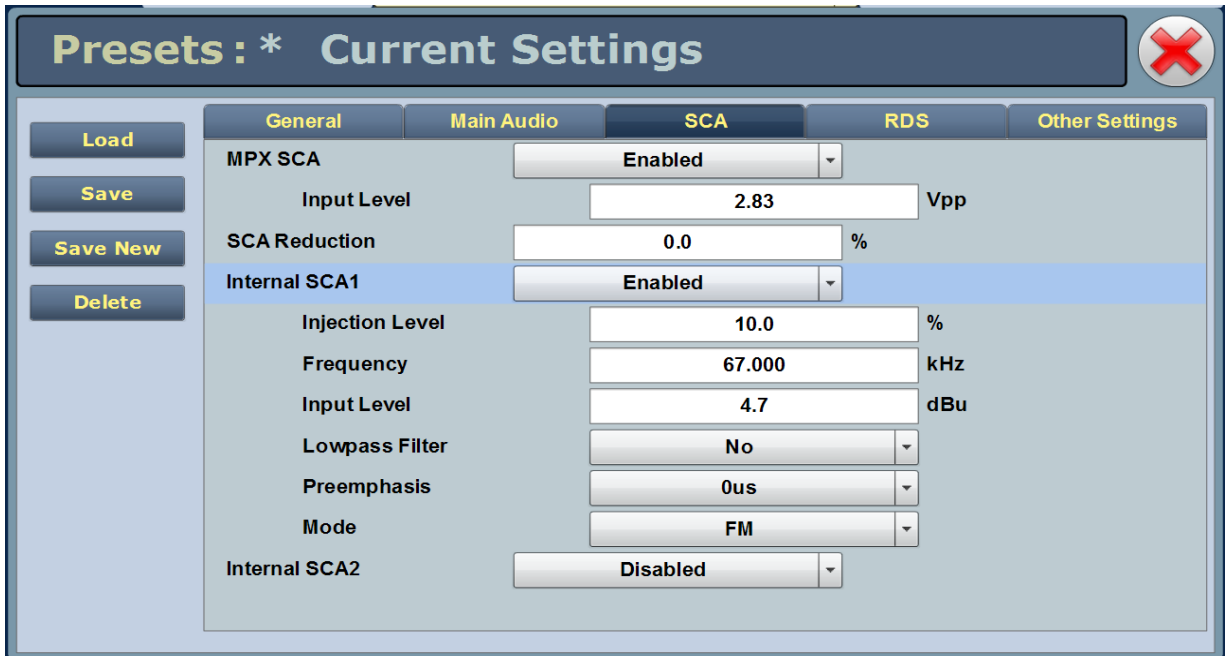 Presets: * Current Settings
Load
Save
Save New
Delete
General Main Audio SCA RDS Other Settings
MPX SCA Enabled
Input Level 2.83 Vpp
SCA Reduction 0.0 %
Internal SCA1 Enabled
Injection Level 10.0 %
Frequency 67.000 kHz
Input Level 4.7 dBu
Lowpass Filter No
Preemphasis 0us
Mode FM
Internal SCA2 Disabled